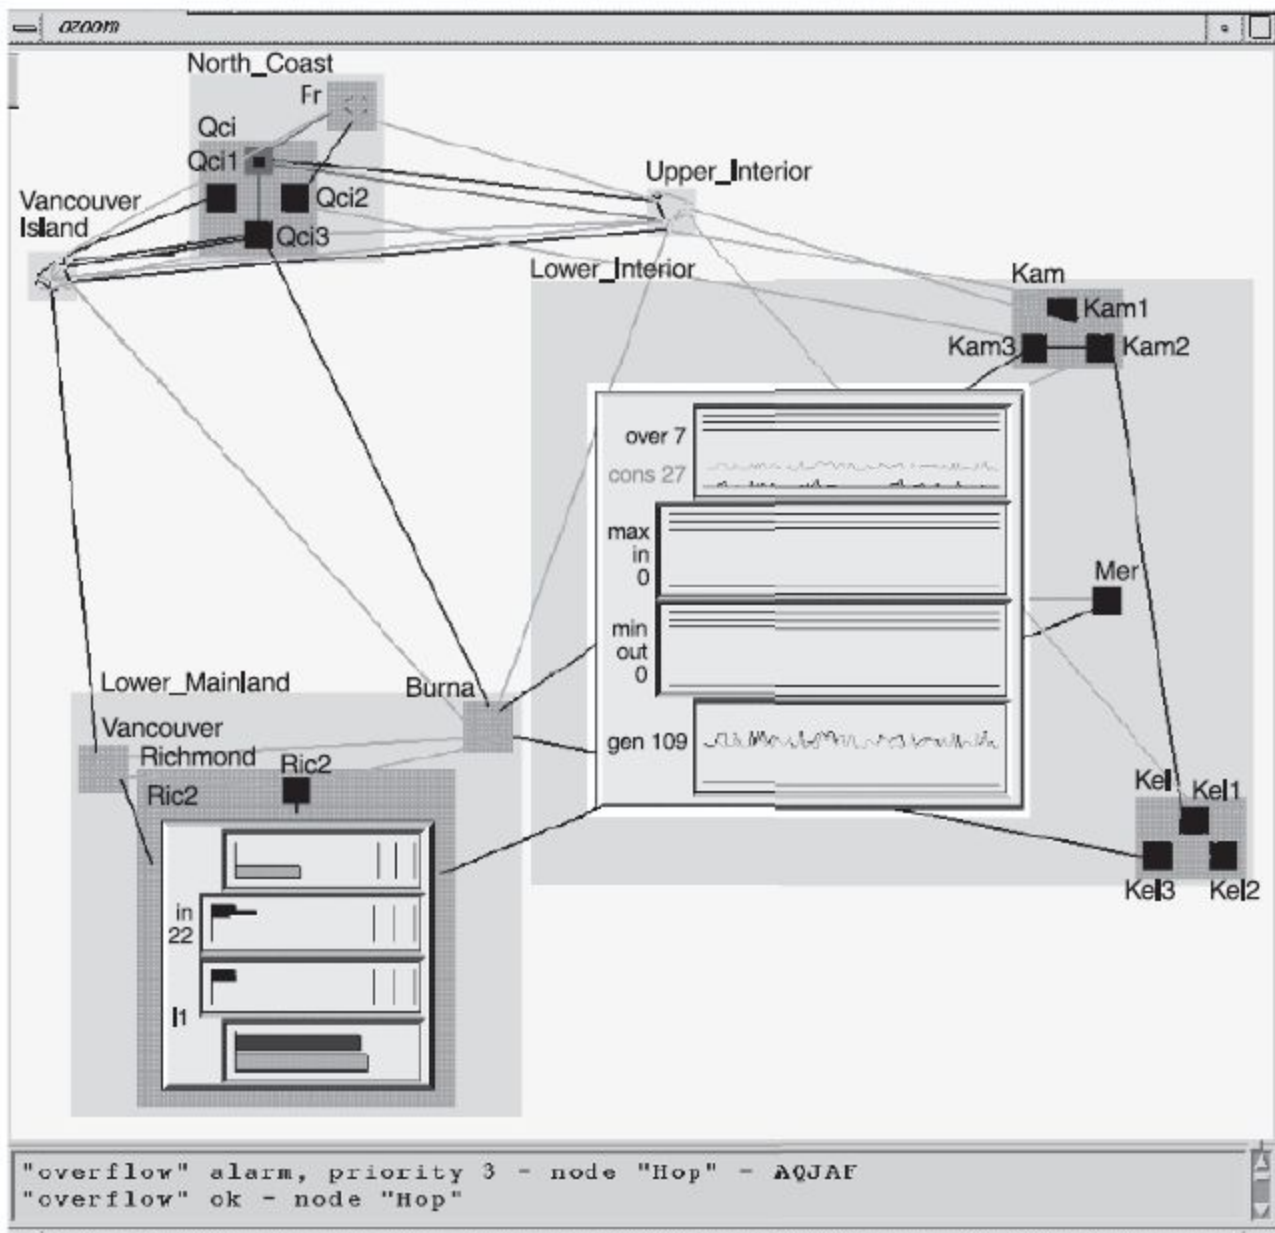 ozoom
North_Coast
Fr
Qci
Qci1
Qci2
Qci3
Vancouver
Island
Upper_Interior
Lower_Interior
Kam
Kam1
Kam3
Kam2
over 7
cons 27
max
in
0
min
out
0
gen 109
Mer
Lower_Mainland
Burna
Vancouver
Richmond
Ric2
Ric2
in
22
I1
Kel
Kel1
Kel3
Kel2
"overflow" alarm, priority 3 - node "Hop" - AQJAF
"overflow" ok - node "Hop"